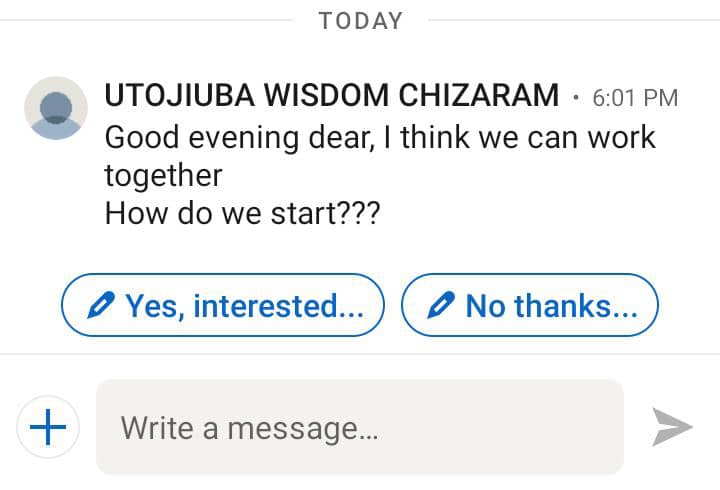 TODAY
UTOJIUBA WISDOM CHIZARAM • 6:01 PM
Good evening dear, I think we can work
together
How do we start???
Yes, interested... No thanks...
Write a message...